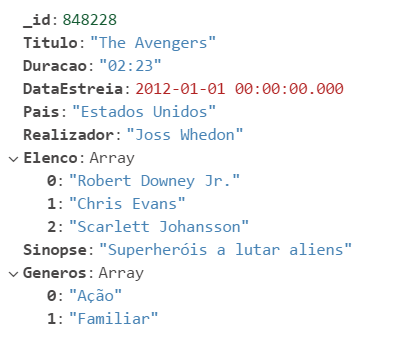 _id: 848228
Titulo: "The Avengers"
Duracao: "02:23"
DataEstreia: 2012-01-01 00:00:00.000
Pais: "Estados Unidos"
Realizador: "Joss Whedon"
Elenco: Array
0: "Robert Downey Jr."
1: "Chris Evans"
2: "Scarlett Johansson"
Sinopse: "Superheróis a lutar aliens"
Generos: Array
0: "Ação"
1: "Familiar"